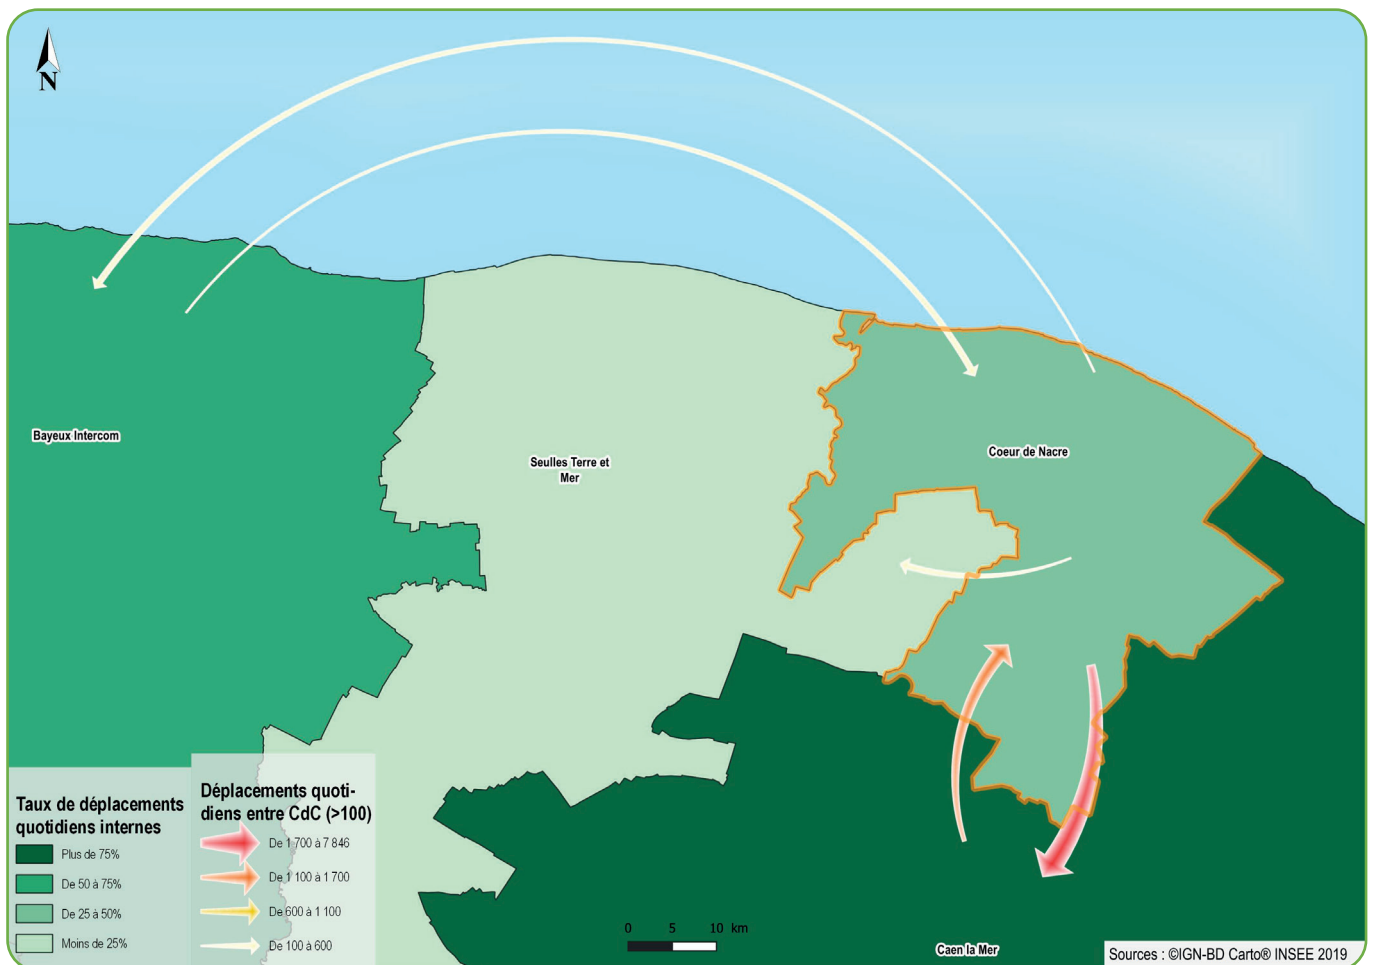 N
Bayeux Intercom
Seulles Terre et
Mer
Coeur de Nacre
Caen la Mer
Taux de déplacements
quotidiens internes
Plus de 75%
De 50 à 75%
De 25 à 50%
Moins de 25%
Déplacements quoti-
diens entre CdC (>100)
De 1 700 à 7 846
De 1 100 à 1 700
De 600 à 1 100
De 100 à 600
0 5 10 km
Sources : ©IGN-BD Carto® INSEE 2019